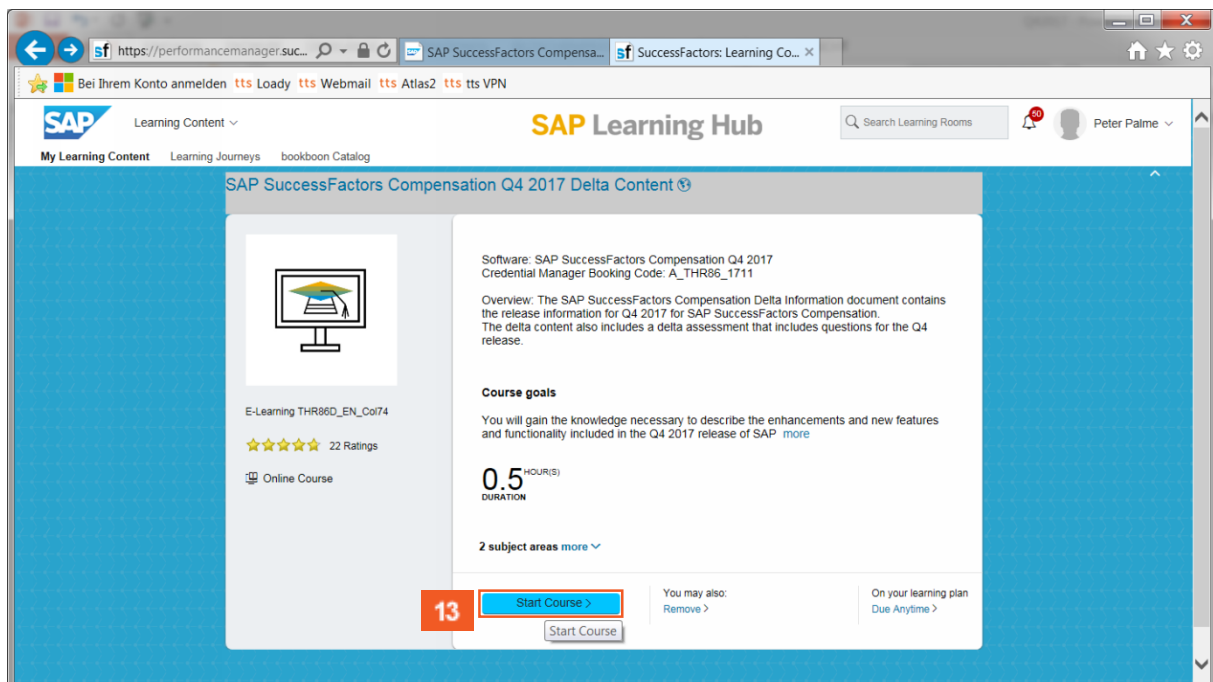 sf https://performancemanager.suc...
SAP SuccessFactors Compensa...
sf SuccessFactors: Learning Co... ×
Bei Ihrem Konto anmelden tts Loady tts Webmail tts Atlas2 tts tts VPN
SAP
Learning Content
SAP Learning Hub
Search Learning Rooms
50
Peter Palme
My Learning Content Learning Journeys bookboon Catalog
SAP SuccessFactors Compensation Q4 2017 Delta Content
Software: SAP SuccessFactors Compensation Q4 2017
Credential Manager Booking Code: A_THR86_1711
Overview: The SAP SuccessFactors Compensation Delta Information document contains
the release information for Q4 2017 for SAP SuccessFactors Compensation.
The delta content also includes a delta assessment that includes questions for the Q4
release.
Course goals
You will gain the knowledge necessary to describe the enhancements and new features
and functionality included in the Q4 2017 release of SAP more
E-Learning THR86D_EN_Col74
22 Ratings
Online Course
0.5 HOUR(S)
DURATION
2 subject areas more
13
Start Course >
Start Course
You may also:
Remove >
On your learning plan
Due Anytime >